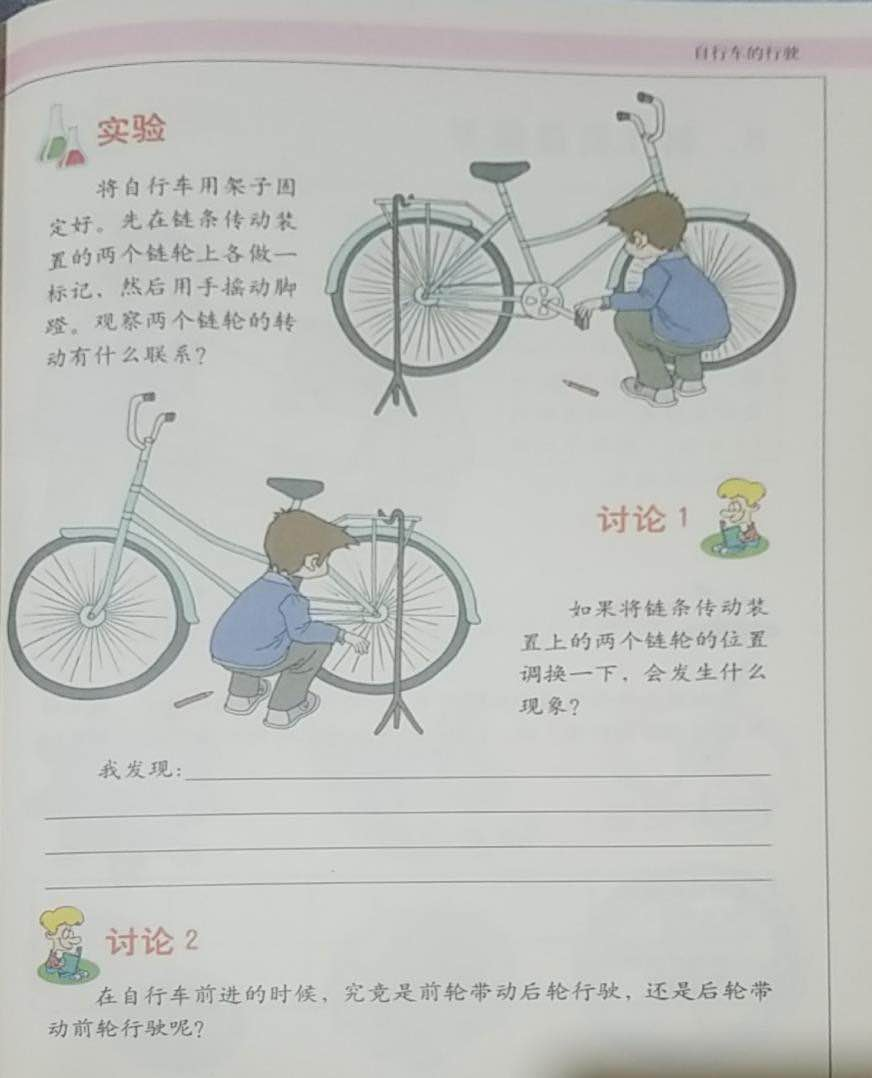 自行车的行驶
实验
将自行车用架子固
定好。先在链条传动装
置的两个链轮上各做一
标记，然后用手摇动脚
蹬。观察两个链轮的转
动有什么联系？
讨论 1
如果将链条传动装
置上的两个链轮的位置
调换一下，会发生什么
现象？
我发现：
讨论 2
在自行车前进的时候，究竟是前轮带动后轮行驶，还是后轮带
动前轮行驶呢？